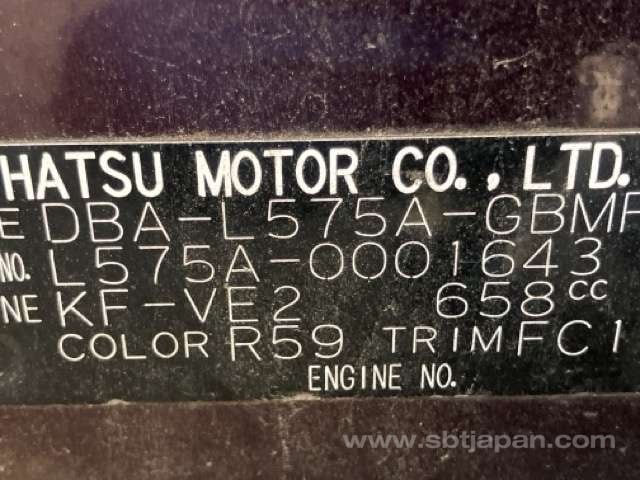 HATSU MOTOR CO., LTD.
E DBA-L575A-GBMF
NO. L575A-0001643
NE KF-VE2 658cc
COLOR R59 TRIM FC1
ENGINE NO.
www.sbtjapan.com